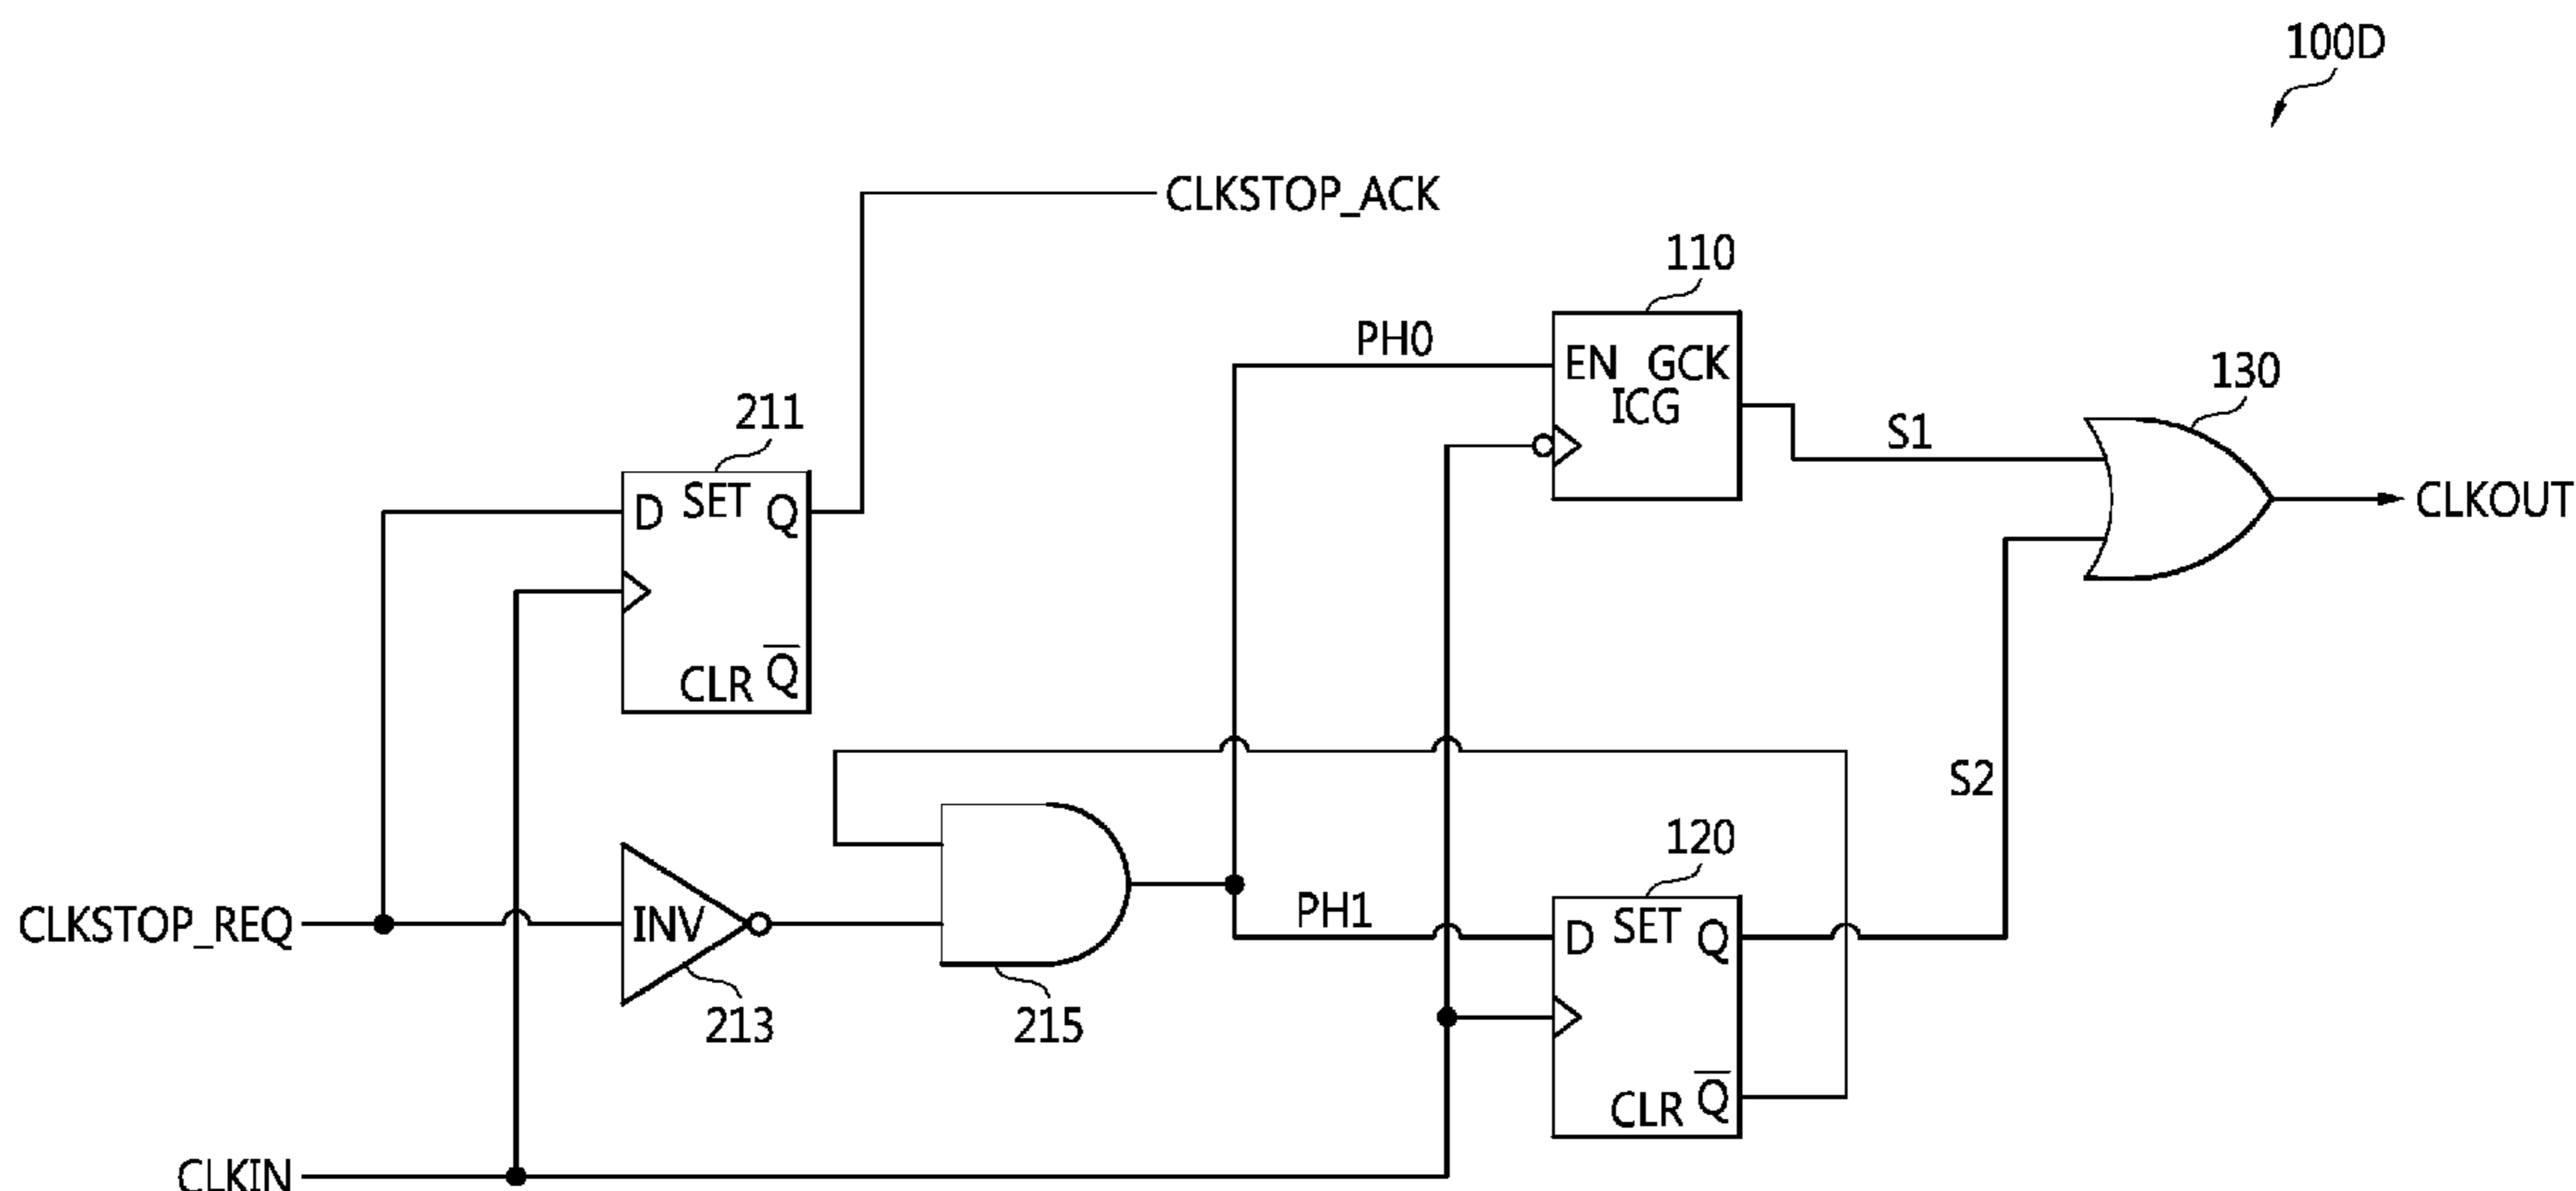 100D
CLKSTOP_ACK
110
PH0
EN GCK
ICG
130
211
S1
D SET Q
CLKOUT
CLR Q̅
S2
120
CLKSTOP_REQ
INV
PH1
D SET Q
213
215
CLR Q̅
CLKIN